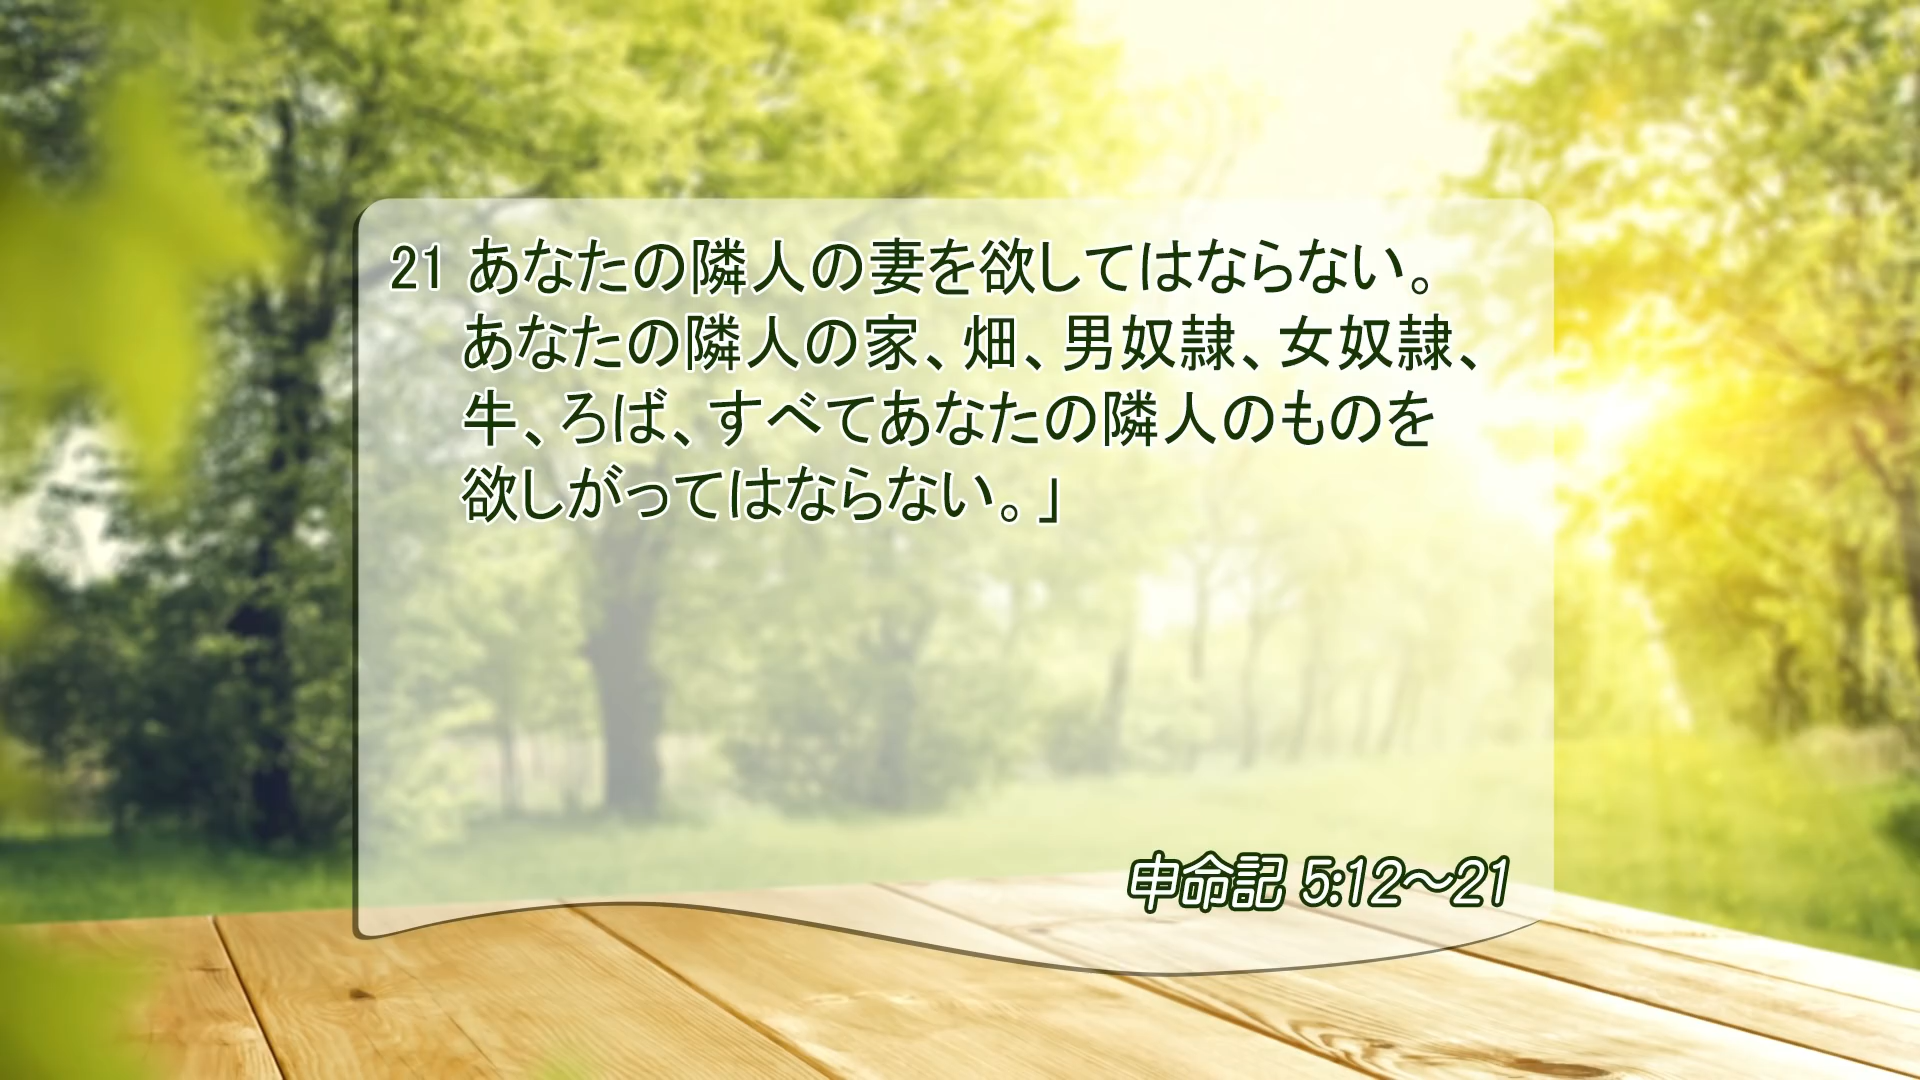 21 あなたの隣人の妻を欲してはならない。
あなたの隣人の家、畑、男奴隷、女奴隷、
牛、ろば、すべてあなたの隣人のものを
欲しがってはならない。」
申命記 5:12～21